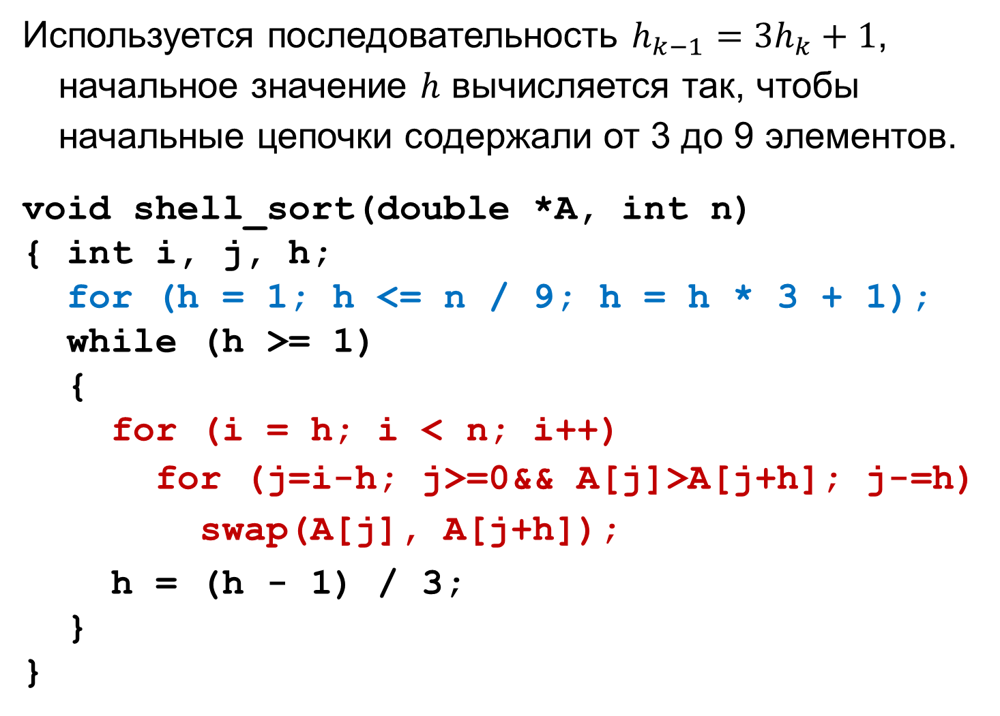 Используется последовательность h_{k−1} = 3h_k + 1,
начальное значение h вычисляется так, чтобы
начальные цепочки содержали от 3 до 9 элементов.
void shell_sort(double *A, int n)
{ int i, j, h;
for (h = 1; h <= n / 9; h = h * 3 + 1);
while (h >= 1)
{
for (i = h; i < n; i++)
for (j=i-h; j>=0&& A[j]>A[j+h]; j-=h)
swap(A[j], A[j+h]);
h = (h - 1) / 3;
}
}